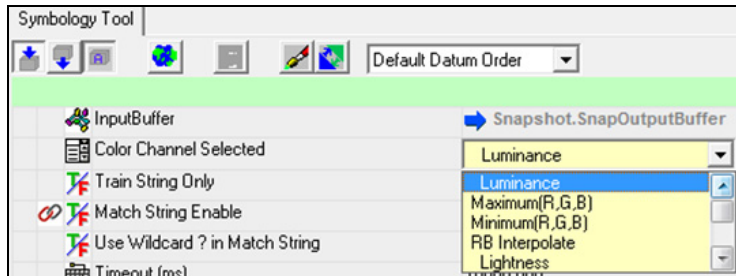 Symbology Tool
A Default Datum Order
InputBuffer Snapshot.SnapOutputBuffer
Color Channel Selected Luminance
T/F Train String Only Luminance
Maximum(R,G,B)
T/F Match String Enable Minimum(R,G,B)
T/F Use Wildcard ? in Match String RB Interpolate
Lightness
Timeout (ms)